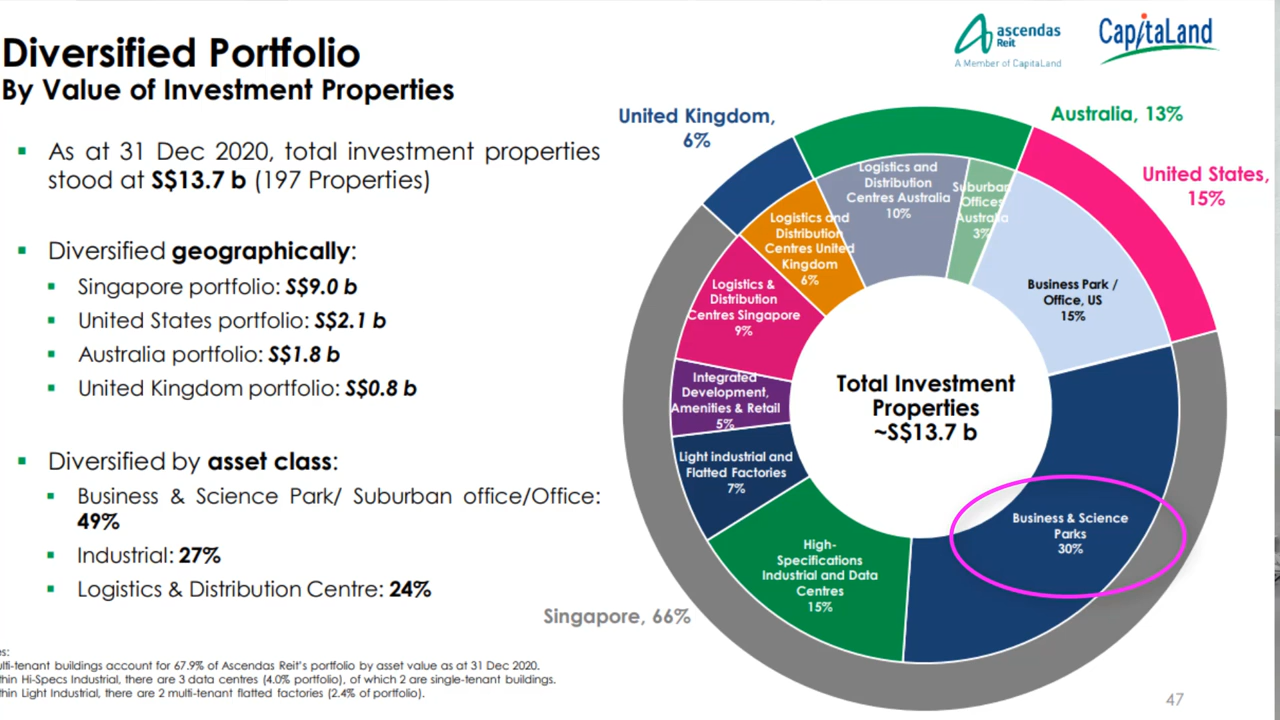 Diversified Portfolio
By Value of Investment Properties
ascendas
Reit
A Member of CapitaLand
CapitaLand
▪ As at 31 Dec 2020, total investment properties
stood at S$13.7 b (197 Properties)
▪ Diversified geographically:
▪ Singapore portfolio: S$9.0 b
▪ United States portfolio: S$2.1 b
▪ Australia portfolio: S$1.8 b
▪ United Kingdom portfolio: S$0.8 b
▪ Diversified by asset class:
▪ Business & Science Park/ Suburban office/Office:
49%
▪ Industrial: 27%
▪ Logistics & Distribution Centre: 24%
United Kingdom,
6%
Australia, 13%
United States,
15%
Singapore, 66%
Logistics and
Distribution
Centres Australia
10%
Suburban
Offices
Australia
3%
Business Park /
Office, US
15%
Logistics and
Distribution
Centres United
Kingdom
6%
Logistics &
Distribution
Centres Singapore
9%
Integrated
Development,
Amenities & Retail
5%
Light industrial and
Flatted Factories
7%
High-
Specifications
Industrial and Data
Centres
15%
Business & Science
Parks
30%
Total Investment
Properties
~S$13.7 b
es:
ulti-tenant buildings account for 67.9% of Ascendas Reit's portfolio by asset value as at 31 Dec 2020.
thin Hi-Specs Industrial, there are 3 data centres (4.0% portfolio), of which 2 are single-tenant buildings.
thin Light Industrial, there are 2 multi-tenant flatted factories (2.4% of portfolio).
47